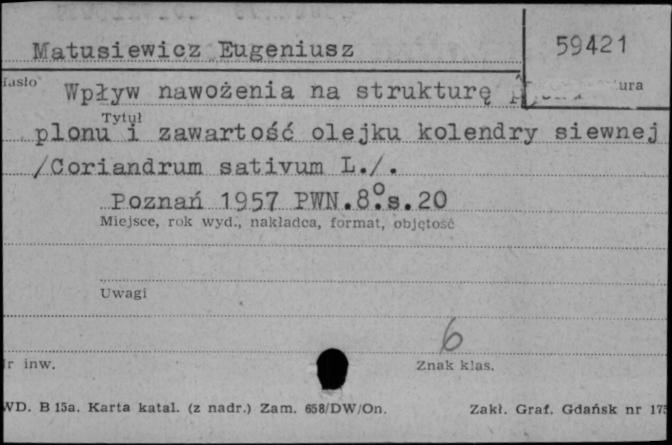 Matusiewicz Eugeniusz
59421
Hasło
Wpływ nawożenia na strukturę
ura
Tytuł
plonu i zawartość olejku kolendry siewnej
/Coriandrum sativum L./.
Poznań 1957 PWN.8°s.20
Miejsce, rok wyd., nakładca, format, objętość
Uwagi
6
r inw.
Znak klas.
WD. B 15a. Karta katal. (z nadr.) Zam. 658/DW/On.
Zakł. Graf. Gdańsk nr 175